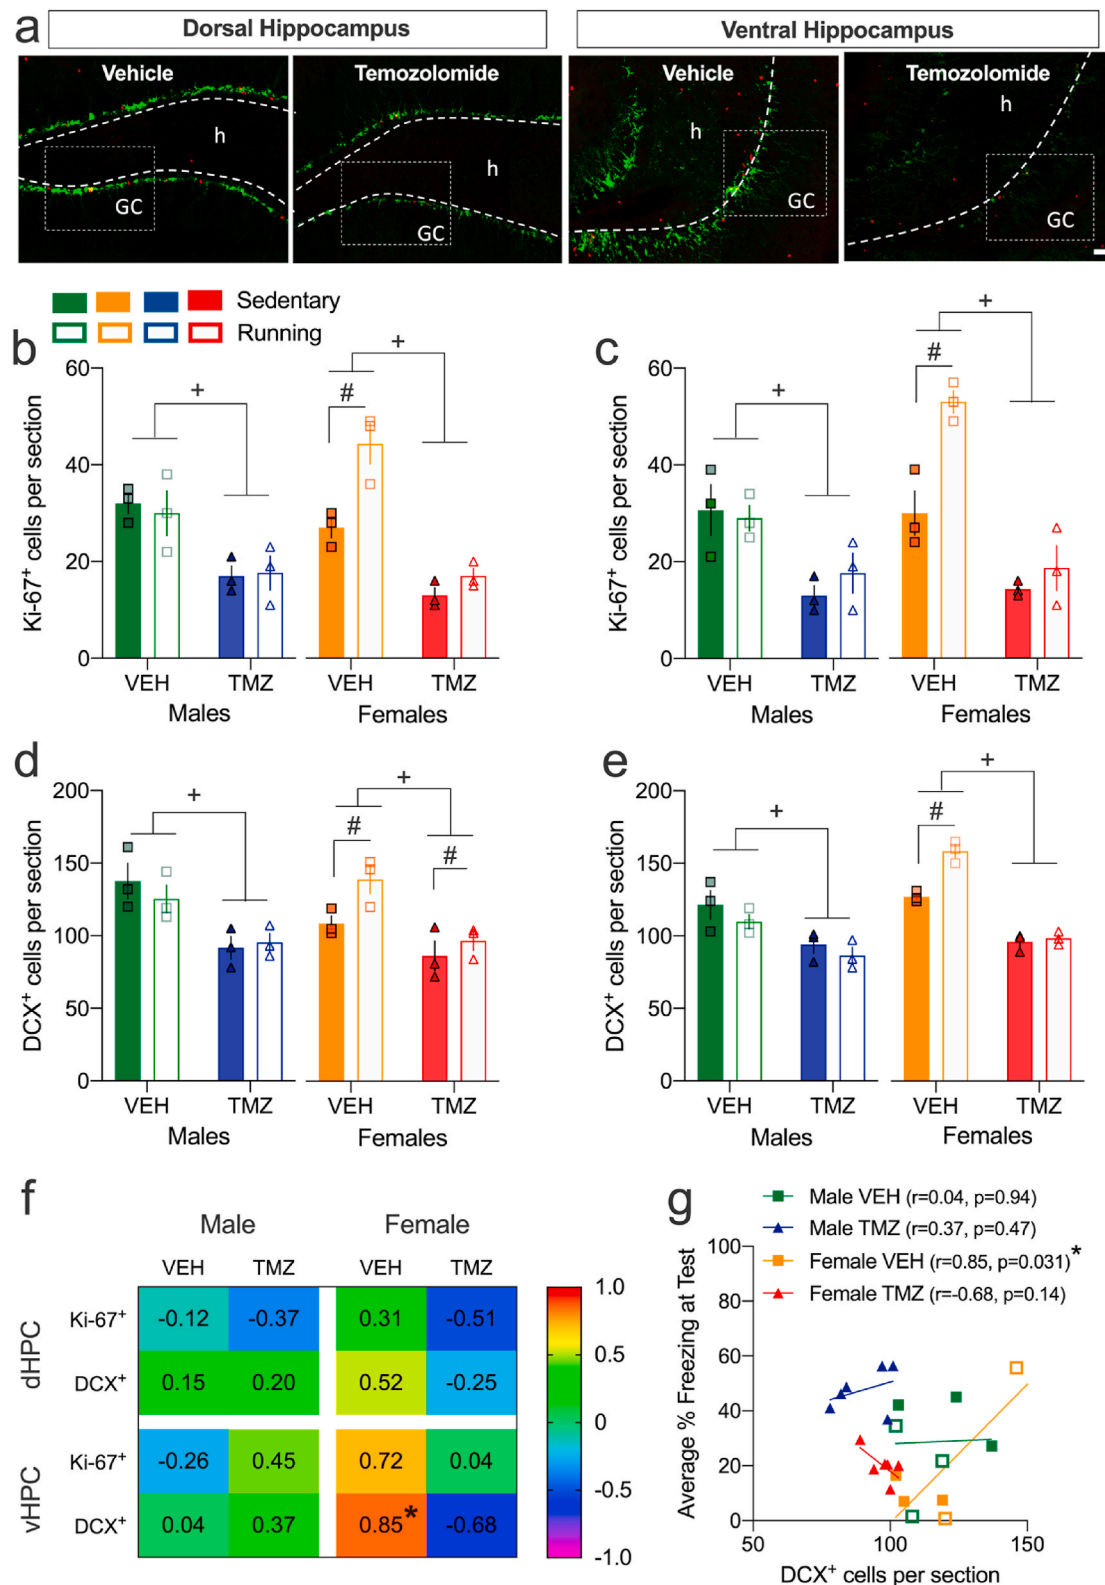 a
Dorsal Hippocampus
Ventral Hippocampus
Vehicle
Temozolomide
Vehicle
Temozolomide
h
h
h
h
GC
GC
GC
GC
Sedentary
Running
b
Ki-67+ cells per section
60
40
20
0
+
+
#
VEH
TMZ
VEH
TMZ
Males
Females
c
Ki-67+ cells per section
60
40
20
0
+
+
#
VEH
TMZ
VEH
TMZ
Males
Females
d
DCX+ cells per section
200
150
100
50
0
+
+
#
#
VEH
TMZ
VEH
TMZ
Males
Females
e
DCX+ cells per section
200
150
100
50
0
+
+
#
VEH
TMZ
VEH
TMZ
Males
Females
f
Male
Female
VEH
TMZ
VEH
TMZ
dHPC
Ki-67+ -0.12 -0.37 0.31 -0.51
DCX+ 0.15 0.20 0.52 -0.25
vHPC
Ki-67+ -0.26 0.45 0.72 0.04
DCX+ 0.04 0.37 0.85* -0.68
1.0
0.5
0
-0.5
-1.0
g
Male VEH (r=0.04, p=0.94)
Male TMZ (r=0.37, p=0.47)
Female VEH (r=0.85, p=0.031)*
Female TMZ (r=-0.68, p=0.14)
Average % Freezing at Test
100
80
60
40
20
0
50
100
150
DCX+ cells per section